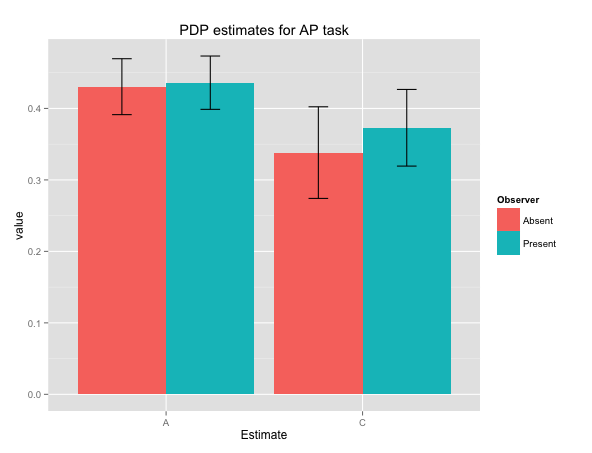 PDP estimates for AP task
value
0.4
0.3
0.2
0.1
0.0
A
C
Estimate
Observer
Absent
Present